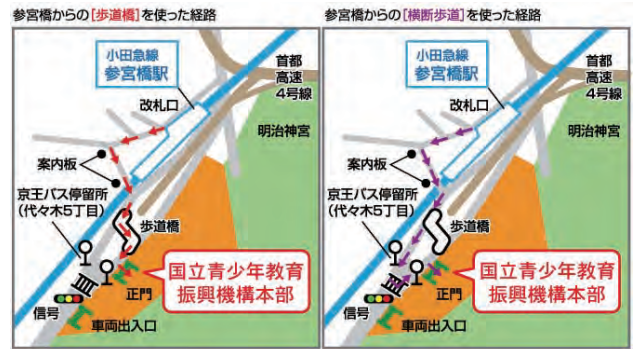 参宮橋からの[歩道橋]を使った経路
小田急線
参宮橋駅
首都
高速
4号線
改札口
明治神宮
案内板
京王バス停留所
(代々木5丁目)
歩道橋
国立青少年教育
振興機構本部
正門
信号
車両出入口
参宮橋からの[横断歩道]を使った経路
小田急線
参宮橋駅
首都
高速
4号線
改札口
明治神宮
案内板
京王バス停留所
(代々木5丁目)
歩道橋
国立青少年教育
振興機構本部
正門
信号
車両出入口